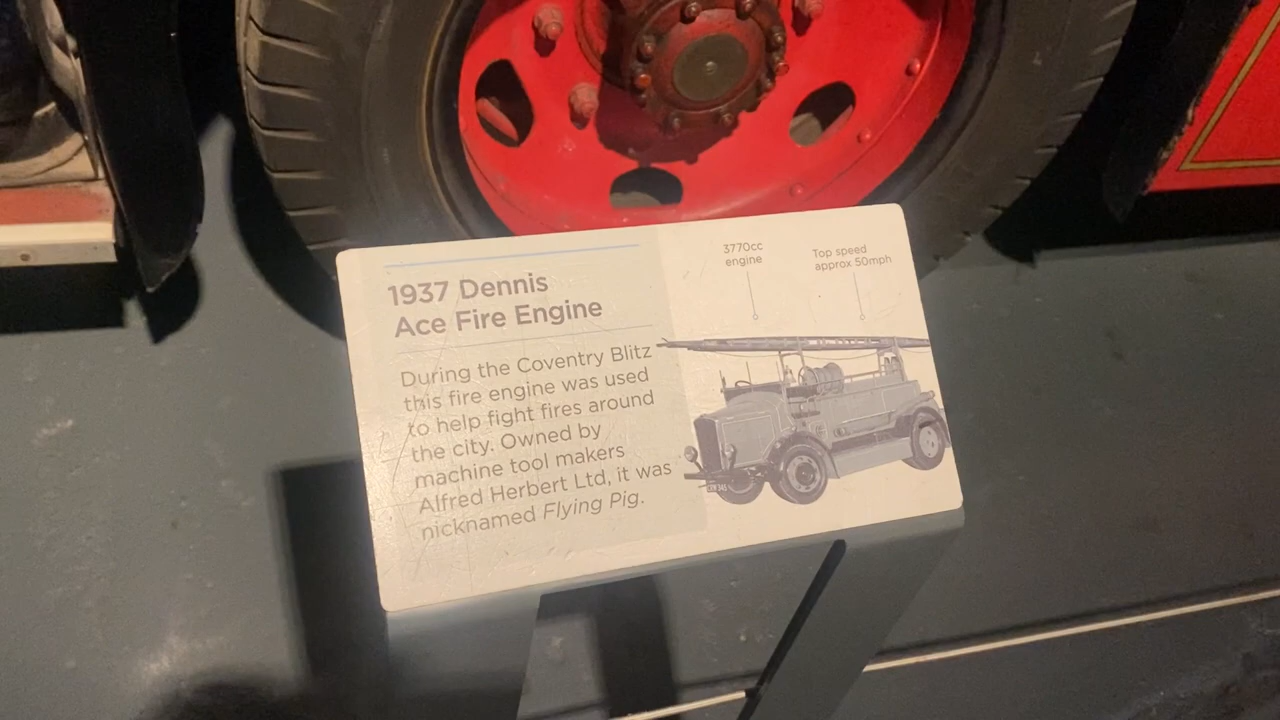 1937 Dennis
Ace Fire Engine
During the Coventry Blitz
this fire engine was used
to help fight fires around
the city. Owned by
machine tool makers
Alfred Herbert Ltd, it was
nicknamed Flying Pig.
3770cc
engine
Top speed
approx 50mph